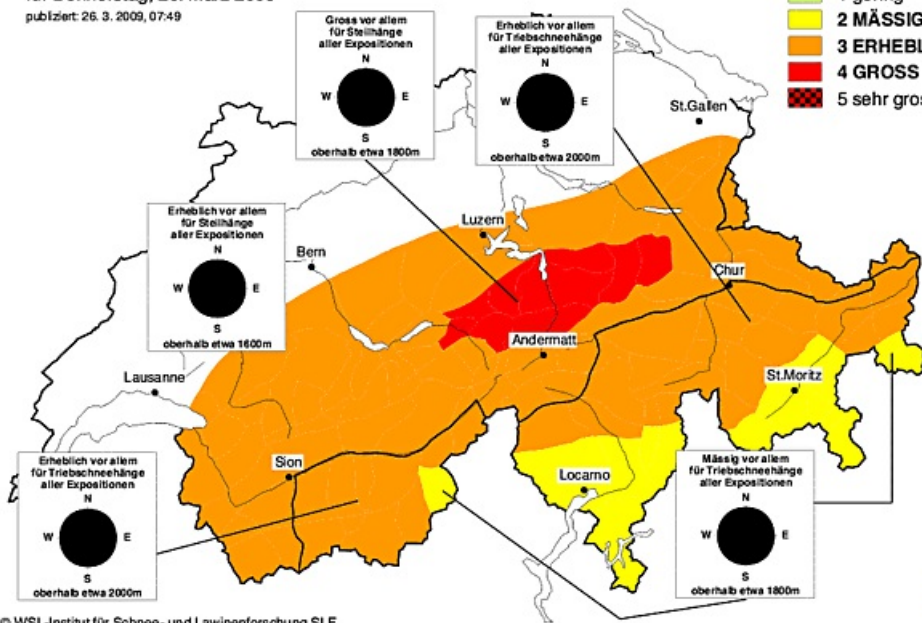 publiziert: 26. 3. 2009, 07:49
2 MÄSSIG
3 ERHEBL
4 GROSS
5 sehr gros
Gross vor allem
für Steilhänge
aller Expositionen
N
W E
S
oberhalb etwa 1800m
Erheblich vor allem
für Triebschneehänge
aller Expositionen
N
W E
S
oberhalb etwa 2000m
St.Gallen
Erheblich vor allem
für Steilhänge
aller Expositionen
N
W E
S
oberhalb etwa 1600m
Luzern
Bern
Chur
Andermatt
Lausanne
St.Moritz
Sion
Locarno
Erheblich vor allem
für Triebschneehänge
aller Expositionen
N
W E
S
oberhalb etwa 2000m
Mässig vor allem
für Triebschneehänge
aller Expositionen
N
W E
S
oberhalb etwa 1800m
© WSL-Institut für Schnee- und Lawinenforschung SLF